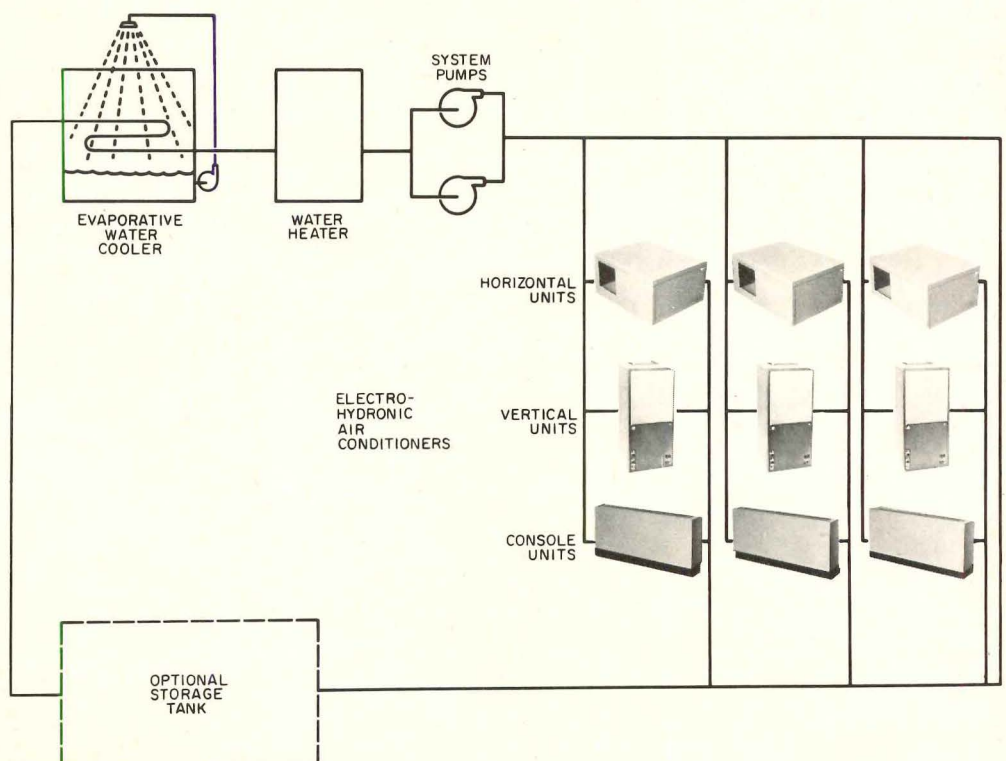 SYSTEM
PUMPS
EVAPORATIVE
WATER
COOLER
WATER
HEATER
HORIZONTAL
UNITS
ELECTRO-
HYDRONIC
AIR
CONDITIONERS
VERTICAL
UNITS
CONSOLE
UNITS
OPTIONAL
STORAGE
TANK